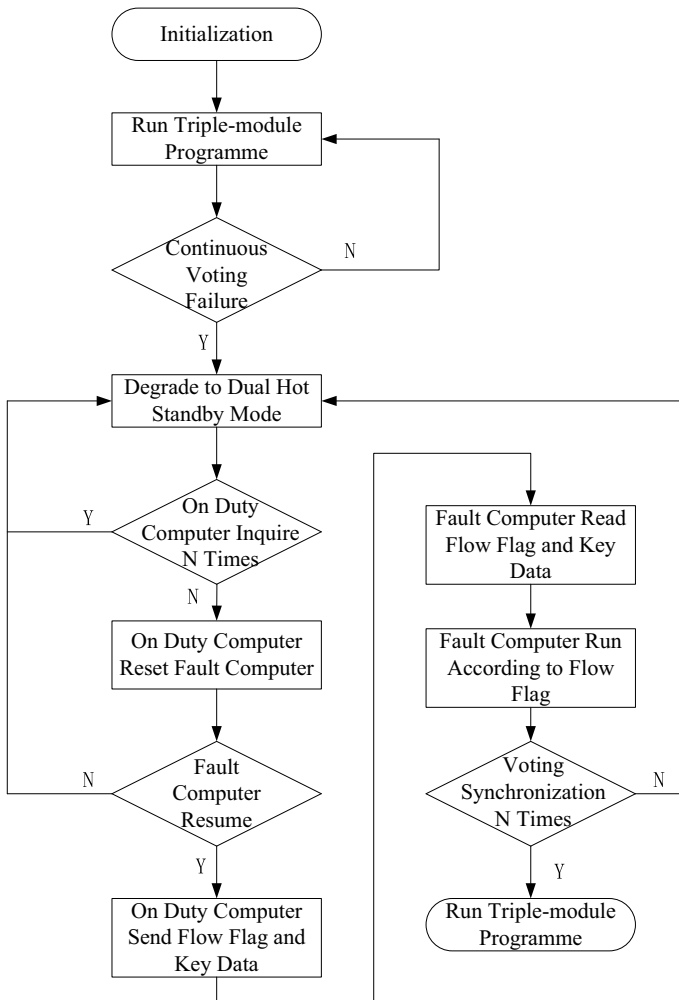 Initialization
Run Triple-module
Programme
Continuous
Voting
Failure
N
Y
Degrade to Dual Hot
Standby Mode
On Duty
Computer Inquire
N Times
Y
N
On Duty Computer
Reset Fault Computer
Fault
Computer
Resume
N
Y
On Duty Computer
Send Flow Flag and
Key Data
Fault Computer Read
Flow Flag and Key
Data
Fault Computer Run
According to Flow
Flag
Voting
Synchronization
N Times
N
Y
Run Triple-module
Programme